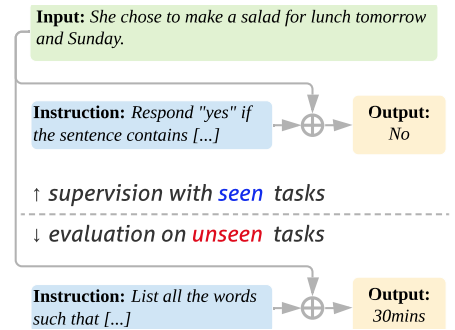 Input: She chose to make a salad for lunch tomorrow
and Sunday.
Instruction: Respond "yes" if
the sentence contains [...]
Output:
No
↑ supervision with seen tasks
↓ evaluation on unseen tasks
Instruction: List all the words
such that [...]
Output:
30mins